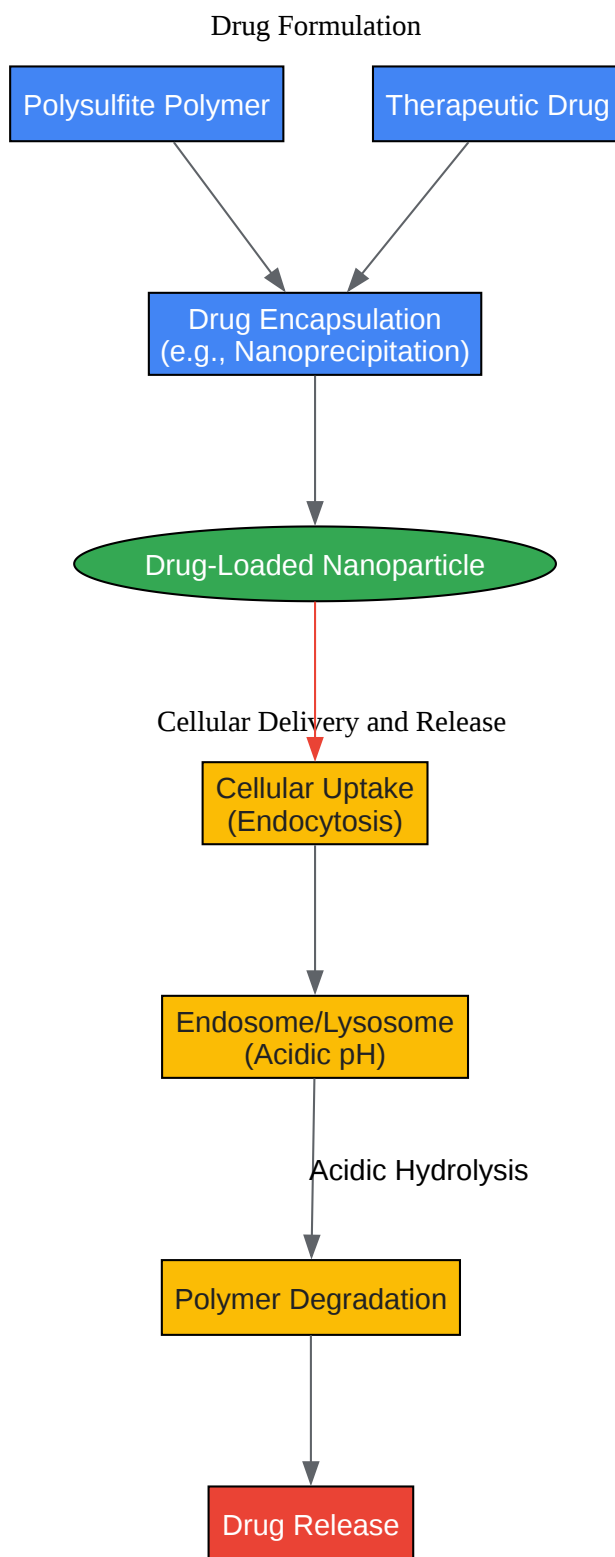 Drug Formulation
Polysulfite Polymer
Therapeutic Drug
Drug Encapsulation
(e.g., Nanoprecipitation)
Drug-Loaded Nanoparticle
Cellular Delivery and Release
Cellular Uptake
(Endocytosis)
Endosome/Lysosome
(Acidic pH)
Acidic Hydrolysis
Polymer Degradation
Drug Release